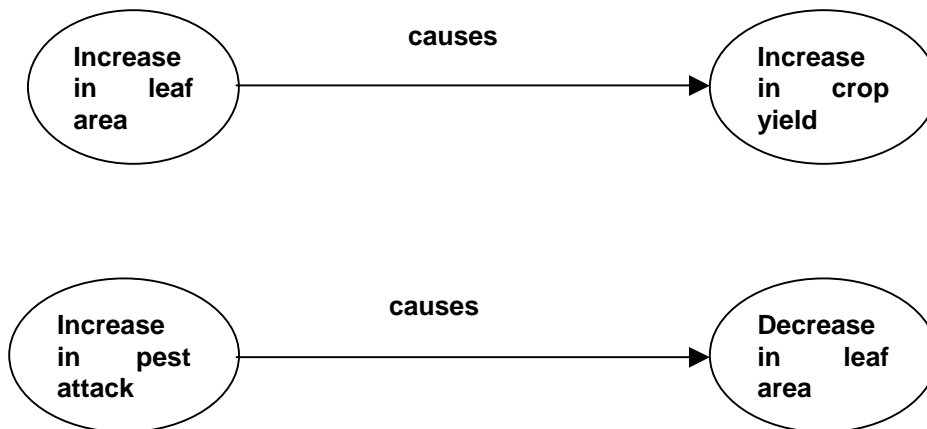 causes
Increase
in leaf
area
Increase
in crop
yield
causes
Increase
in pest
attack
Decrease
in leaf
area